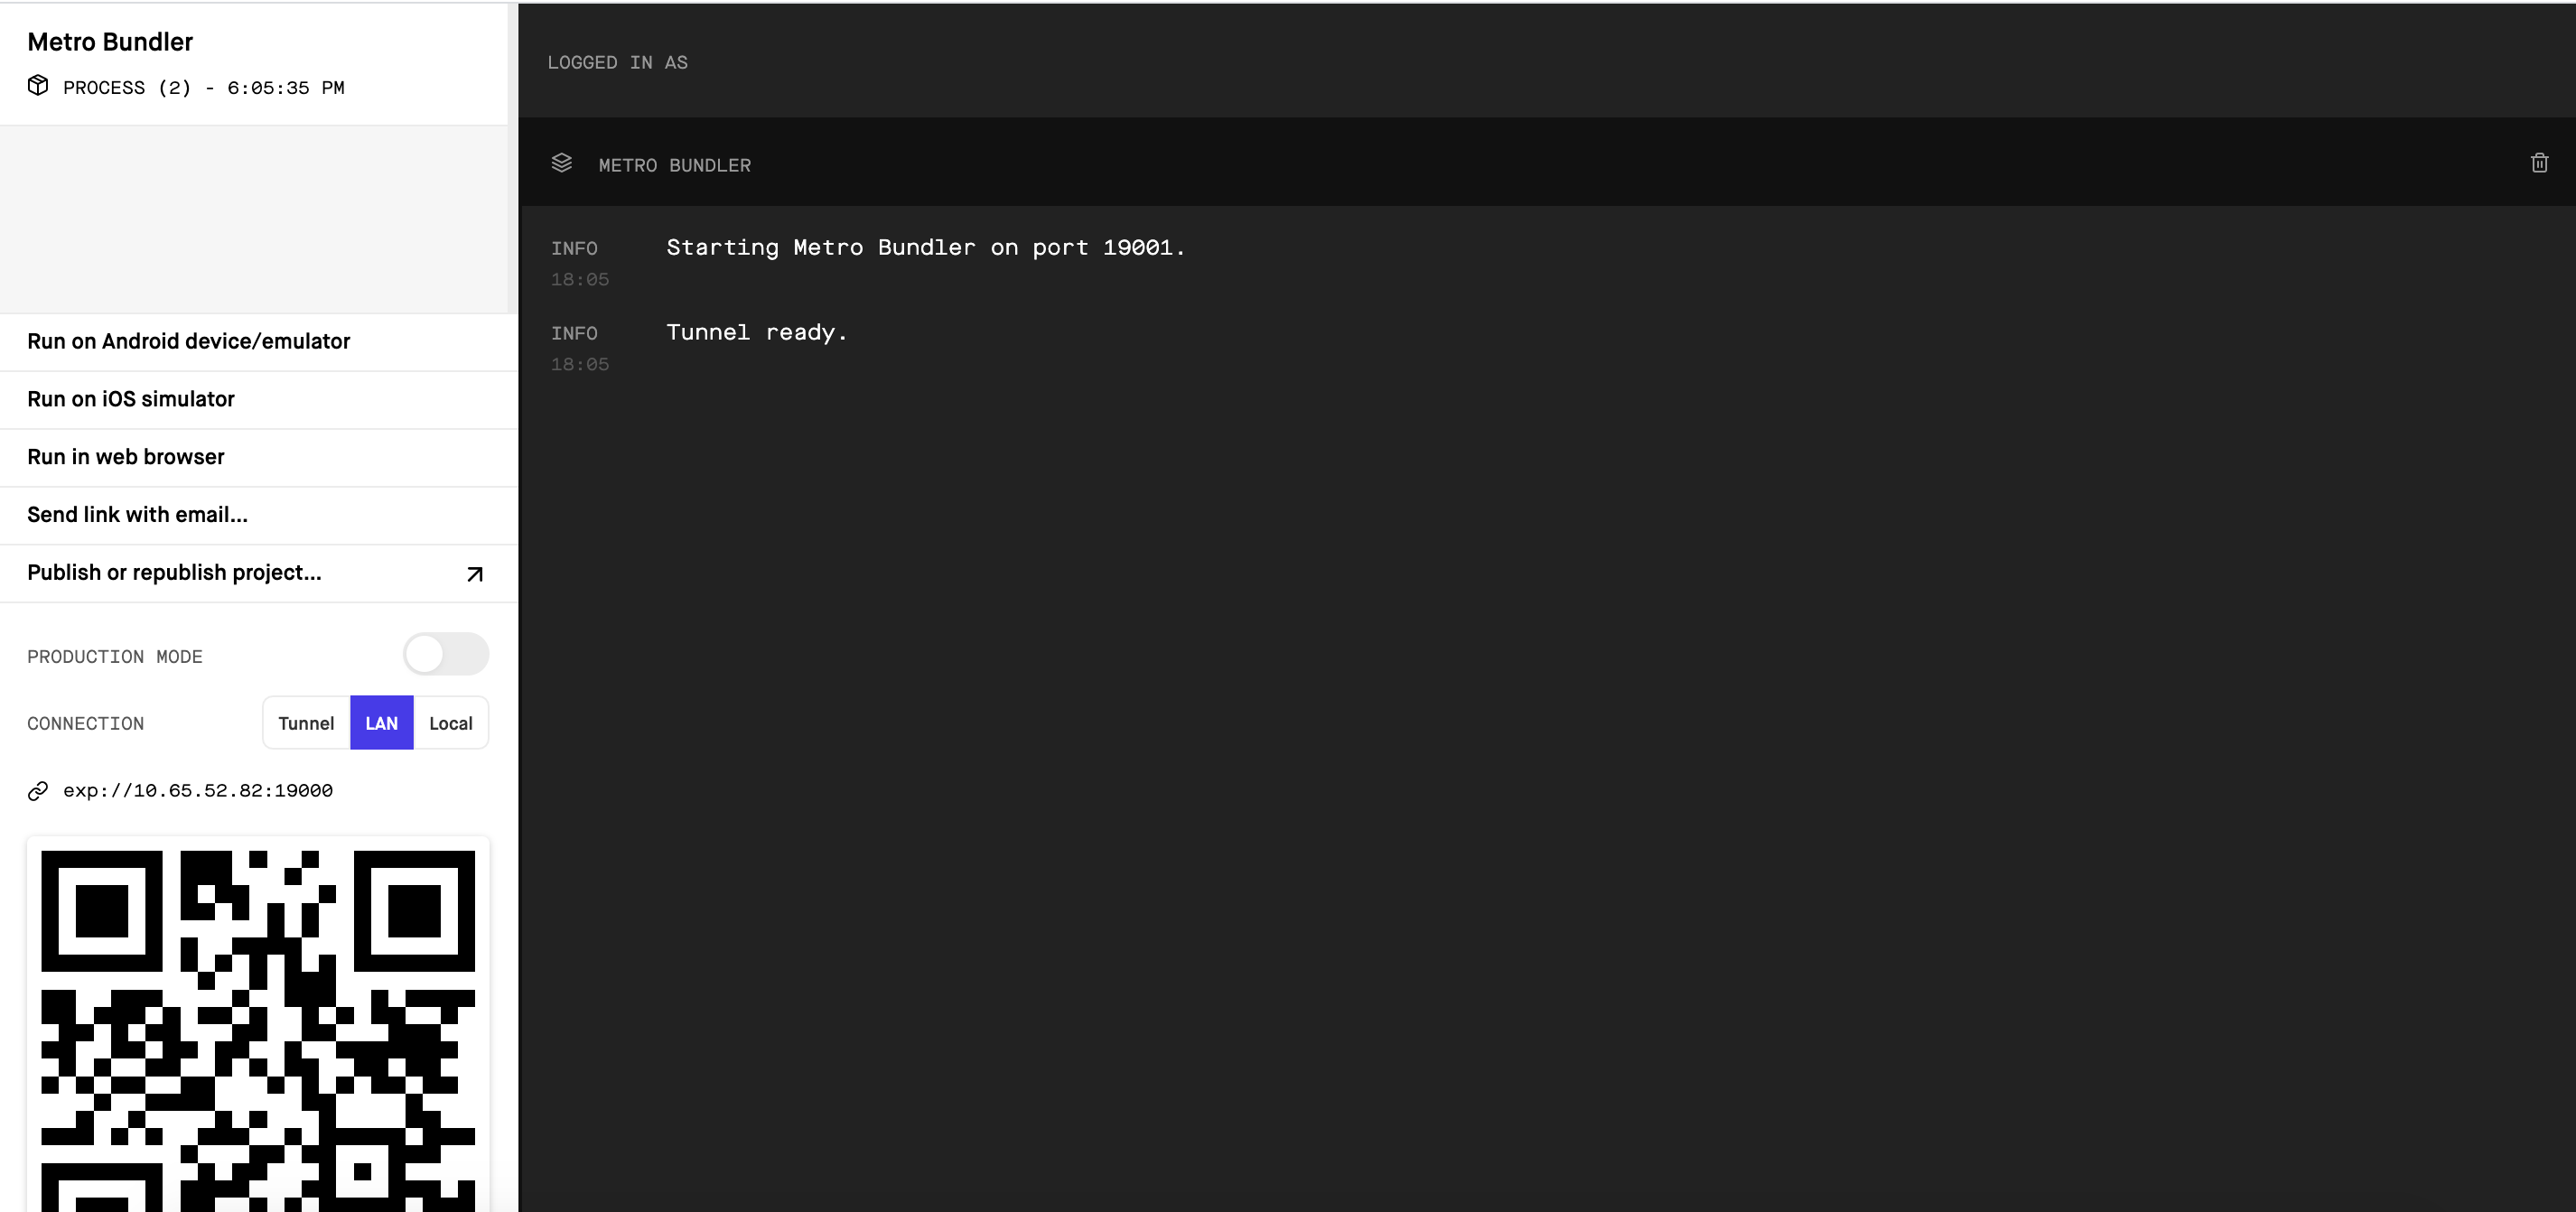 Metro Bundler
PROCESS (2) - 6:05:35 PM
Run on Android device/emulator
Run on iOS simulator
Run in web browser
Send link with email...
Publish or republish project...
PRODUCTION MODE
CONNECTION Tunnel LAN Local
exp://10.65.52.82:19000
LOGGED IN AS
METRO BUNDLER
INFO Starting Metro Bundler on port 19001.
18:05
INFO Tunnel ready.
18:05